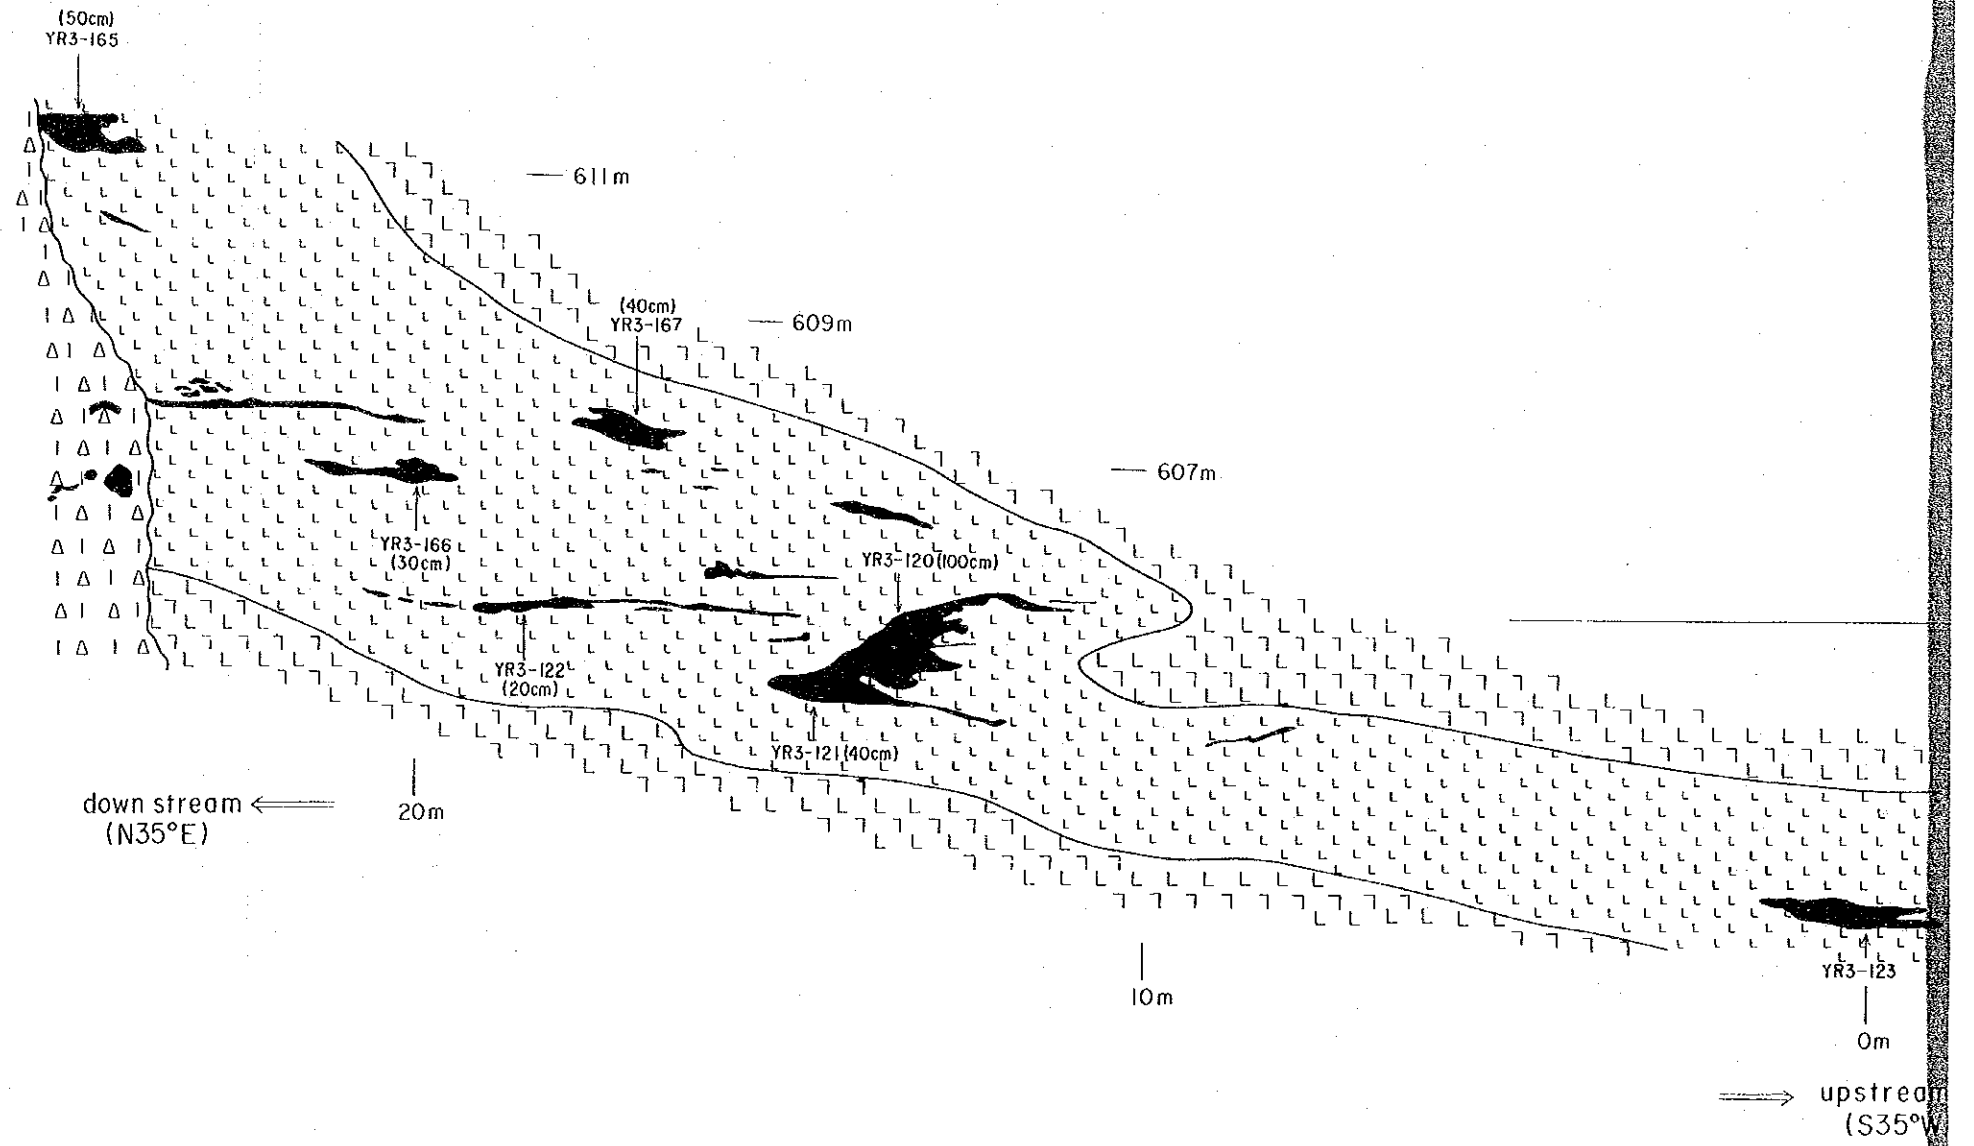 (50cm)
YR3-165
611m
(40cm)
YR3-167
609m
607m
YR3-166
(30cm)
YR3-120(100cm)
YR3-122
(20cm)
YR3-121(40cm)
down stream
(N35°E)
20m
10m
YR3-123
0m
upstream
(S35°W